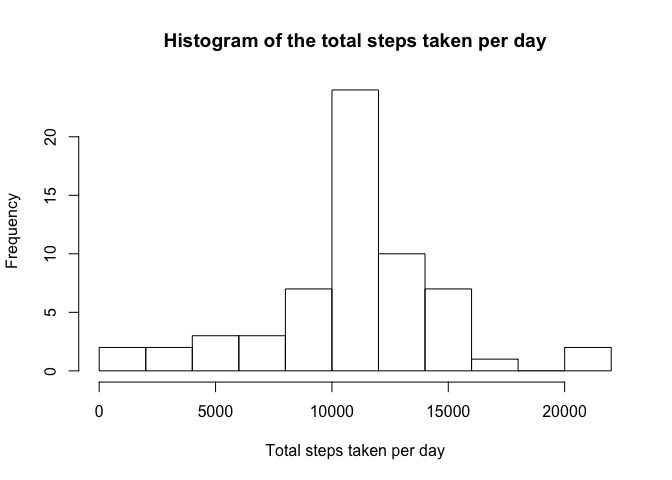 Histogram of the total steps taken per day
Frequency
20
15
10
5
0
0 5000 10000 15000 20000
Total steps taken per day